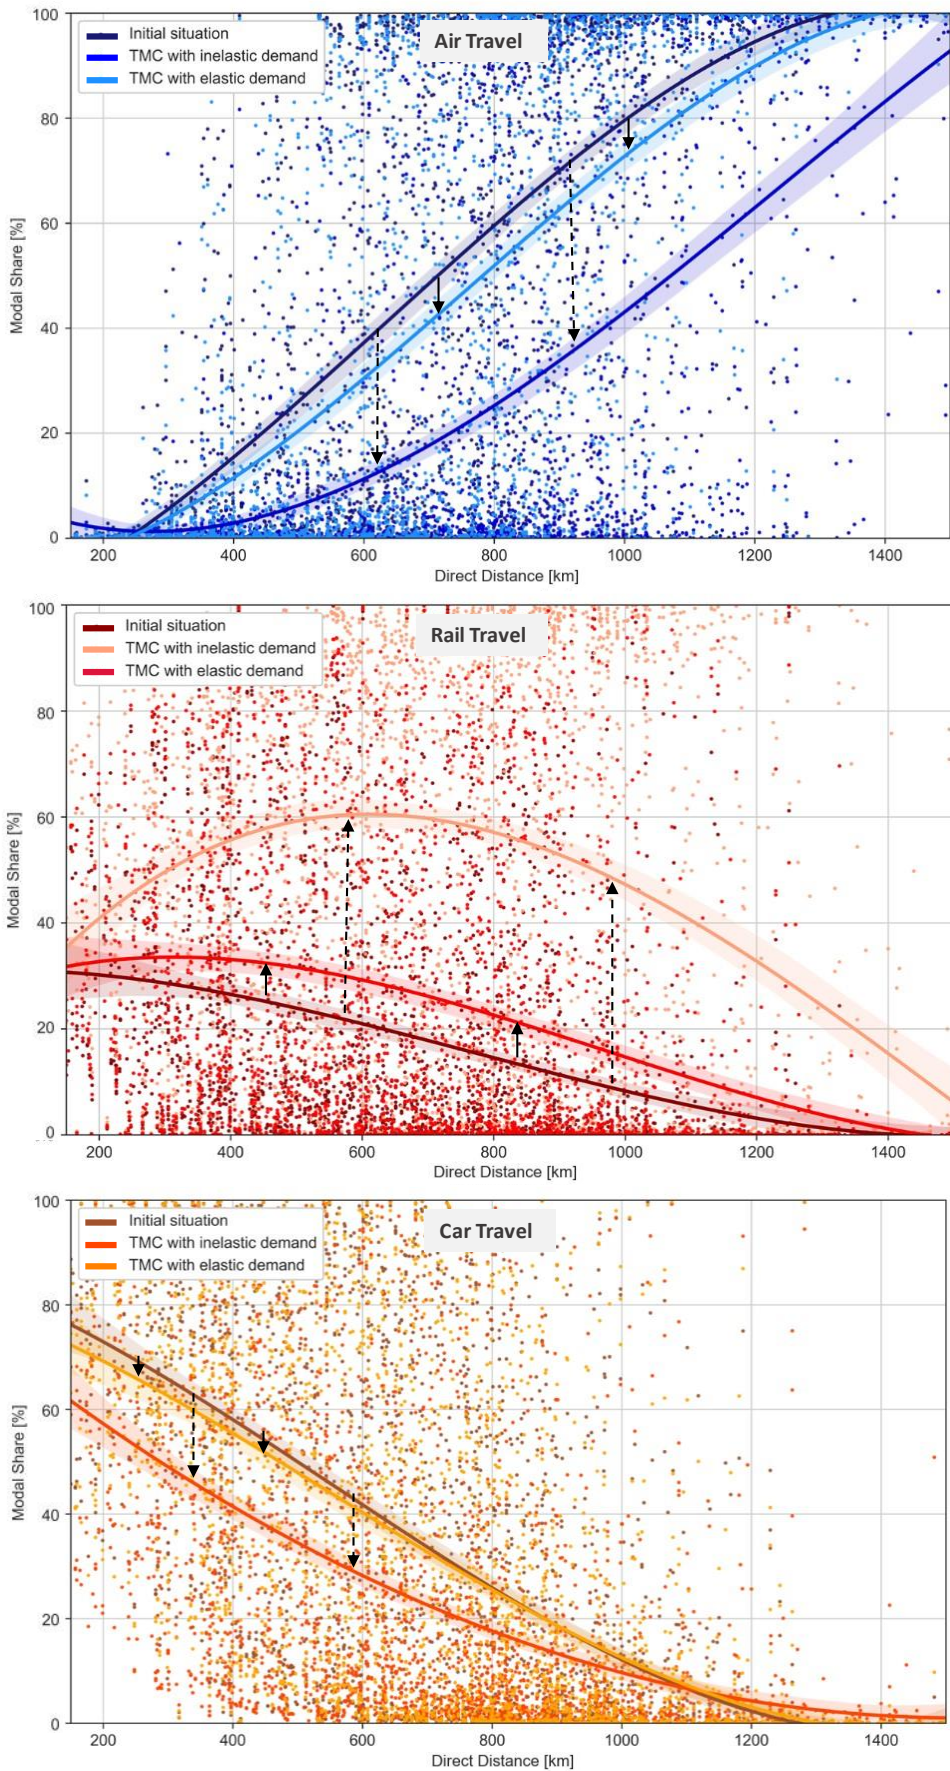 Initial situation
TMC with inelastic demand
TMC with elastic demand
Air Travel
Modal Share [%]
100
80
60
40
20
0
200 400 600 800 1000 1200 1400
Direct Distance [km]
Initial situation
TMC with inelastic demand
TMC with elastic demand
Rail Travel
Modal Share [%]
100
80
60
40
20
0
200 400 600 800 1000 1200 1400
Direct Distance [km]
Initial situation
TMC with inelastic demand
TMC with elastic demand
Car Travel
Modal Share [%]
100
80
60
40
20
0
200 400 600 800 1000 1200 1400
Direct Distance [km]